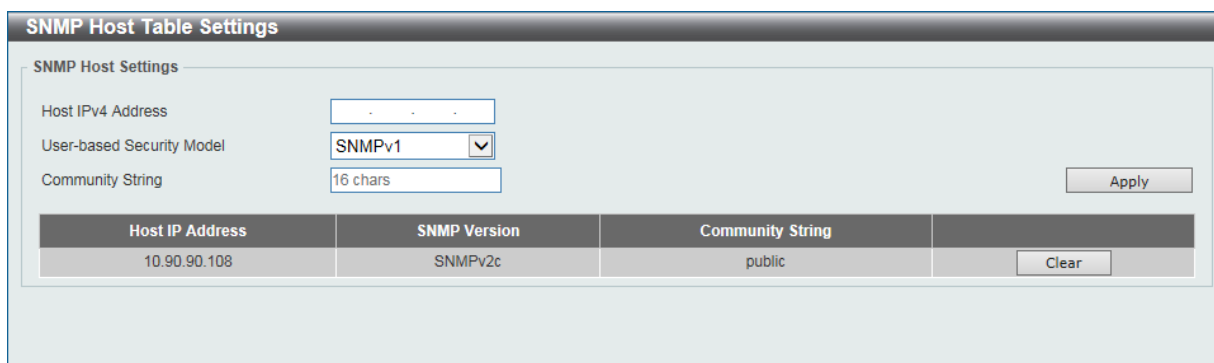 SNMP Host Table Settings
SNMP Host Settings
Host IPv4 Address . . .
User-based Security Model SNMPv1
Community String 16 chars Apply
Host IP Address SNMP Version Community String
10.90.90.108 SNMPv2c public Clear